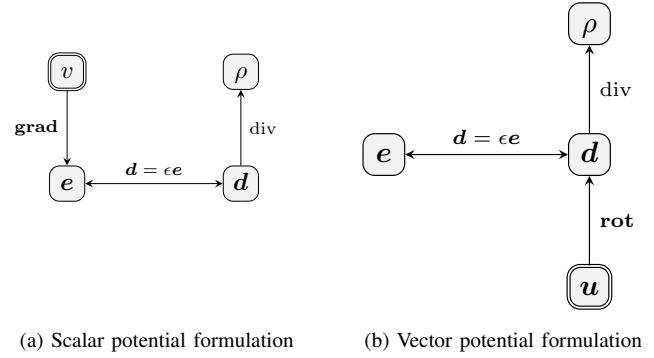 ρ
v
ρ
grad
div
div
e
d = ϵe
d
e
d = ϵe
d
rot
u
(a) Scalar potential formulation
(b) Vector potential formulation